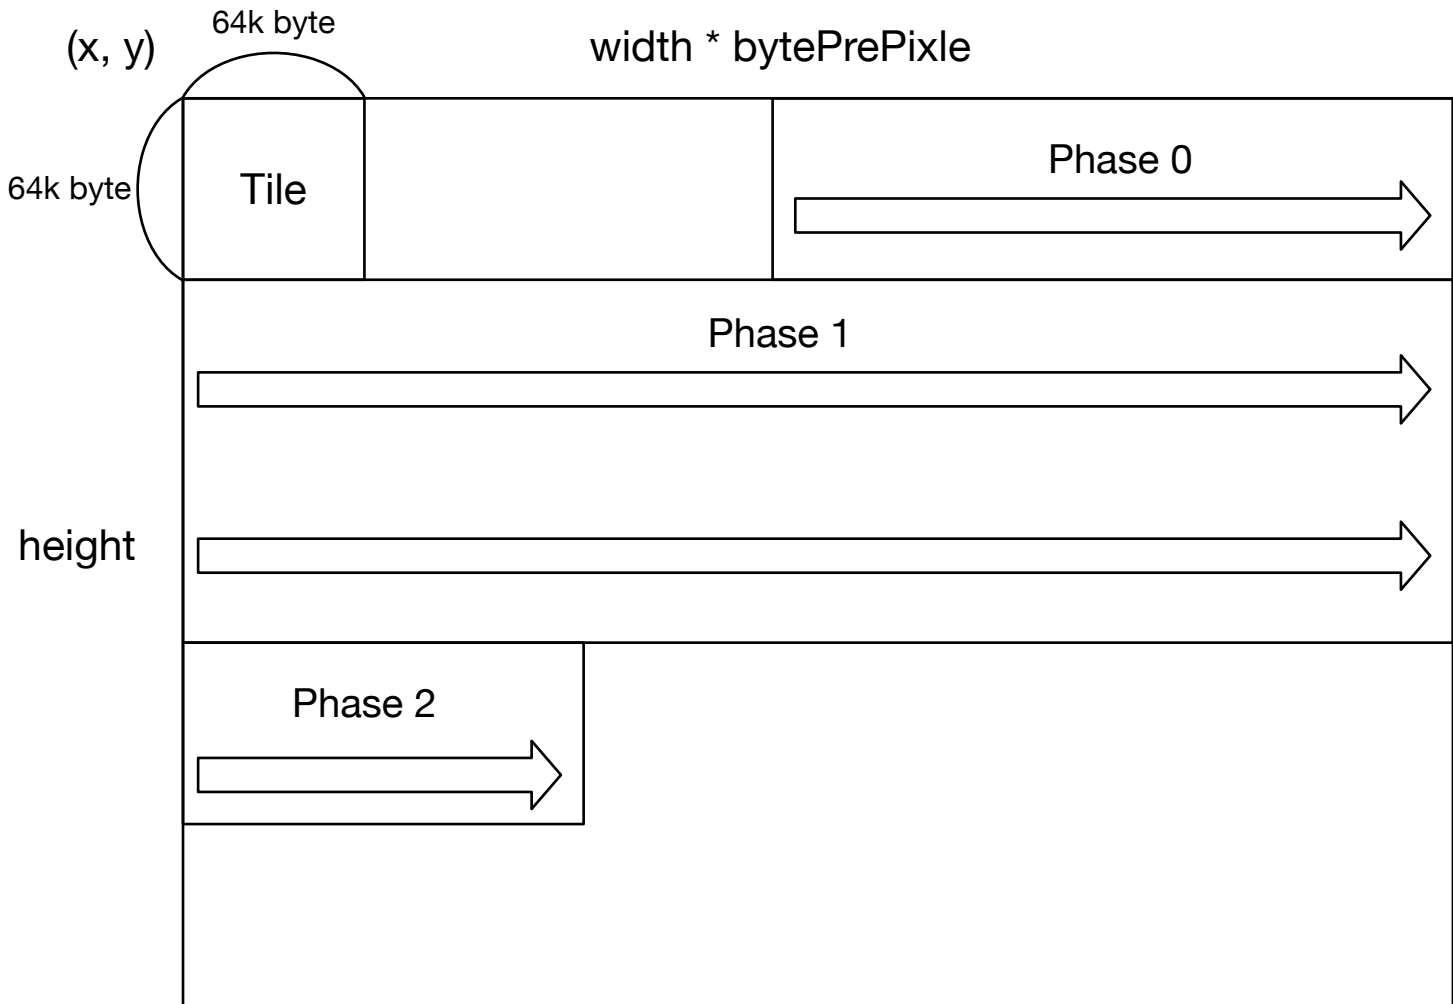 64k byte
(x, y)
width * bytePrePixle
64k byte
Tile
Phase 0
Phase 1
height
Phase 2